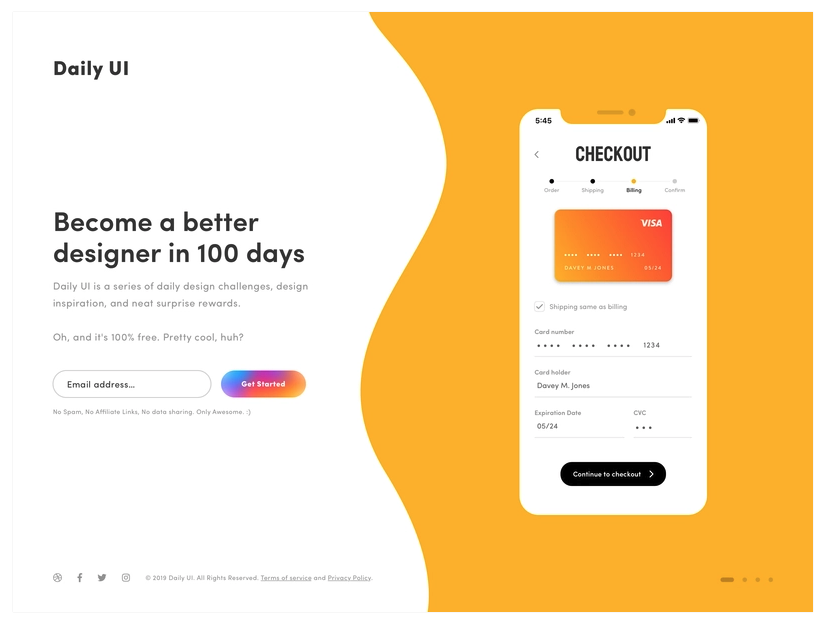 Daily UI
Become a better
designer in 100 days
Daily UI is a series of daily design challenges, design
inspiration, and neat surprise rewards.
Oh, and it's 100% free. Pretty cool, huh?
Email address...
Get Started
No Spam, No Affiliate Links, No data sharing. Only Awesome. :)
© 2019 Daily UI. All Rights Reserved. Terms of service and Privacy Policy.
5:45
CHECKOUT
Order Shipping Billing Confirm
VISA
•••• •••• •••• 1234
DAVEY M JONES 05/24
Shipping same as billing
Card number
•••• •••• •••• 1234
Card holder
Davey M. Jones
Expiration Date CVC
05/24 •••
Continue to checkout